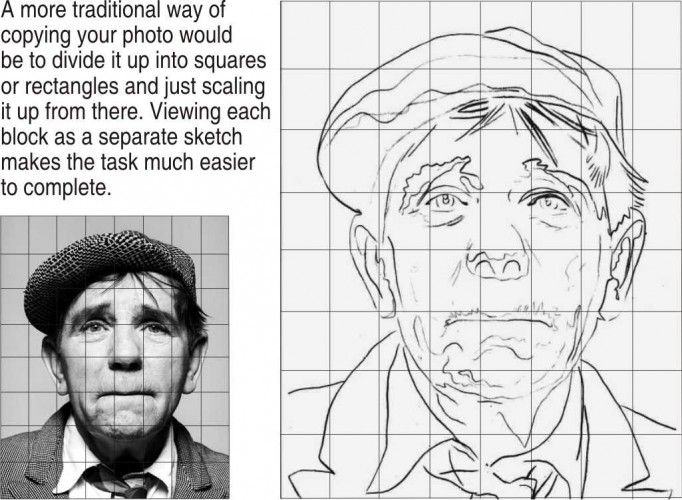 A more traditional way of
copying your photo would
be to divide it up into squares
or rectangles and just scaling
it up from there. Viewing each
block as a separate sketch
makes the task much easier
to complete.